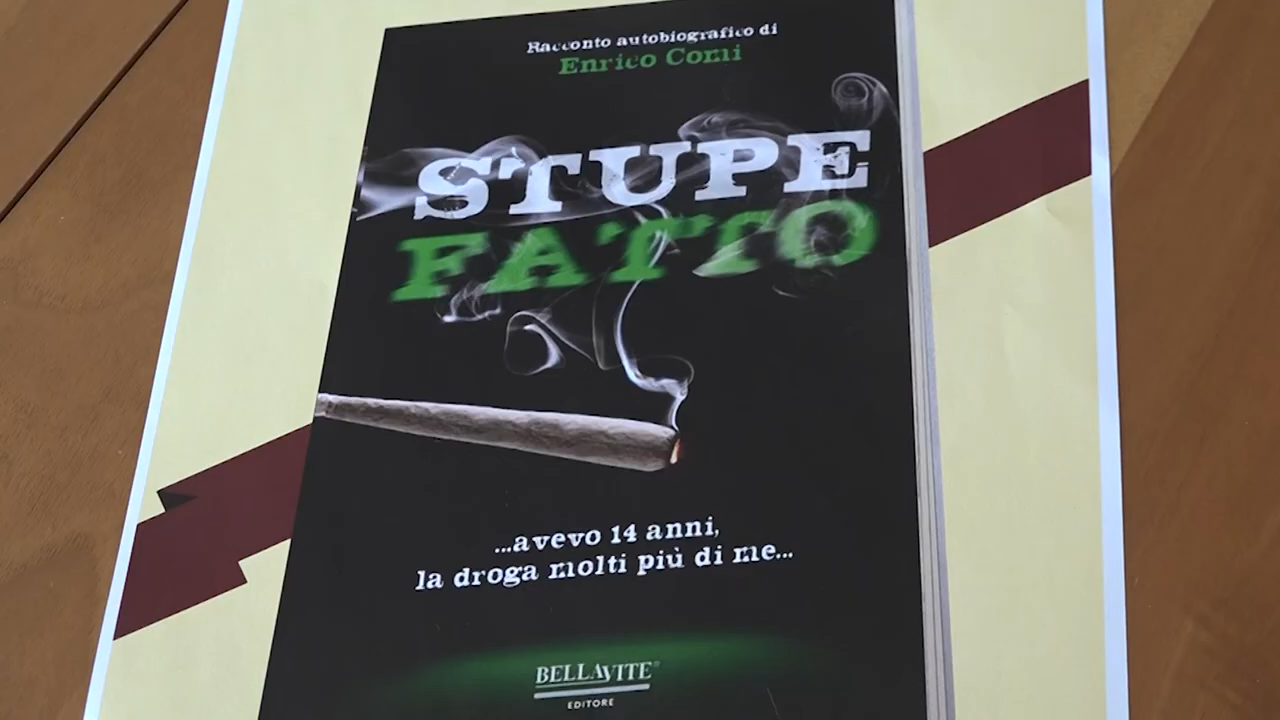 Racconto autobiografico di
Enrico Comi
STUPE
FATTO
...avevo 14 anni,
la droga molti più di me...
BELLAVITE®
EDITORE